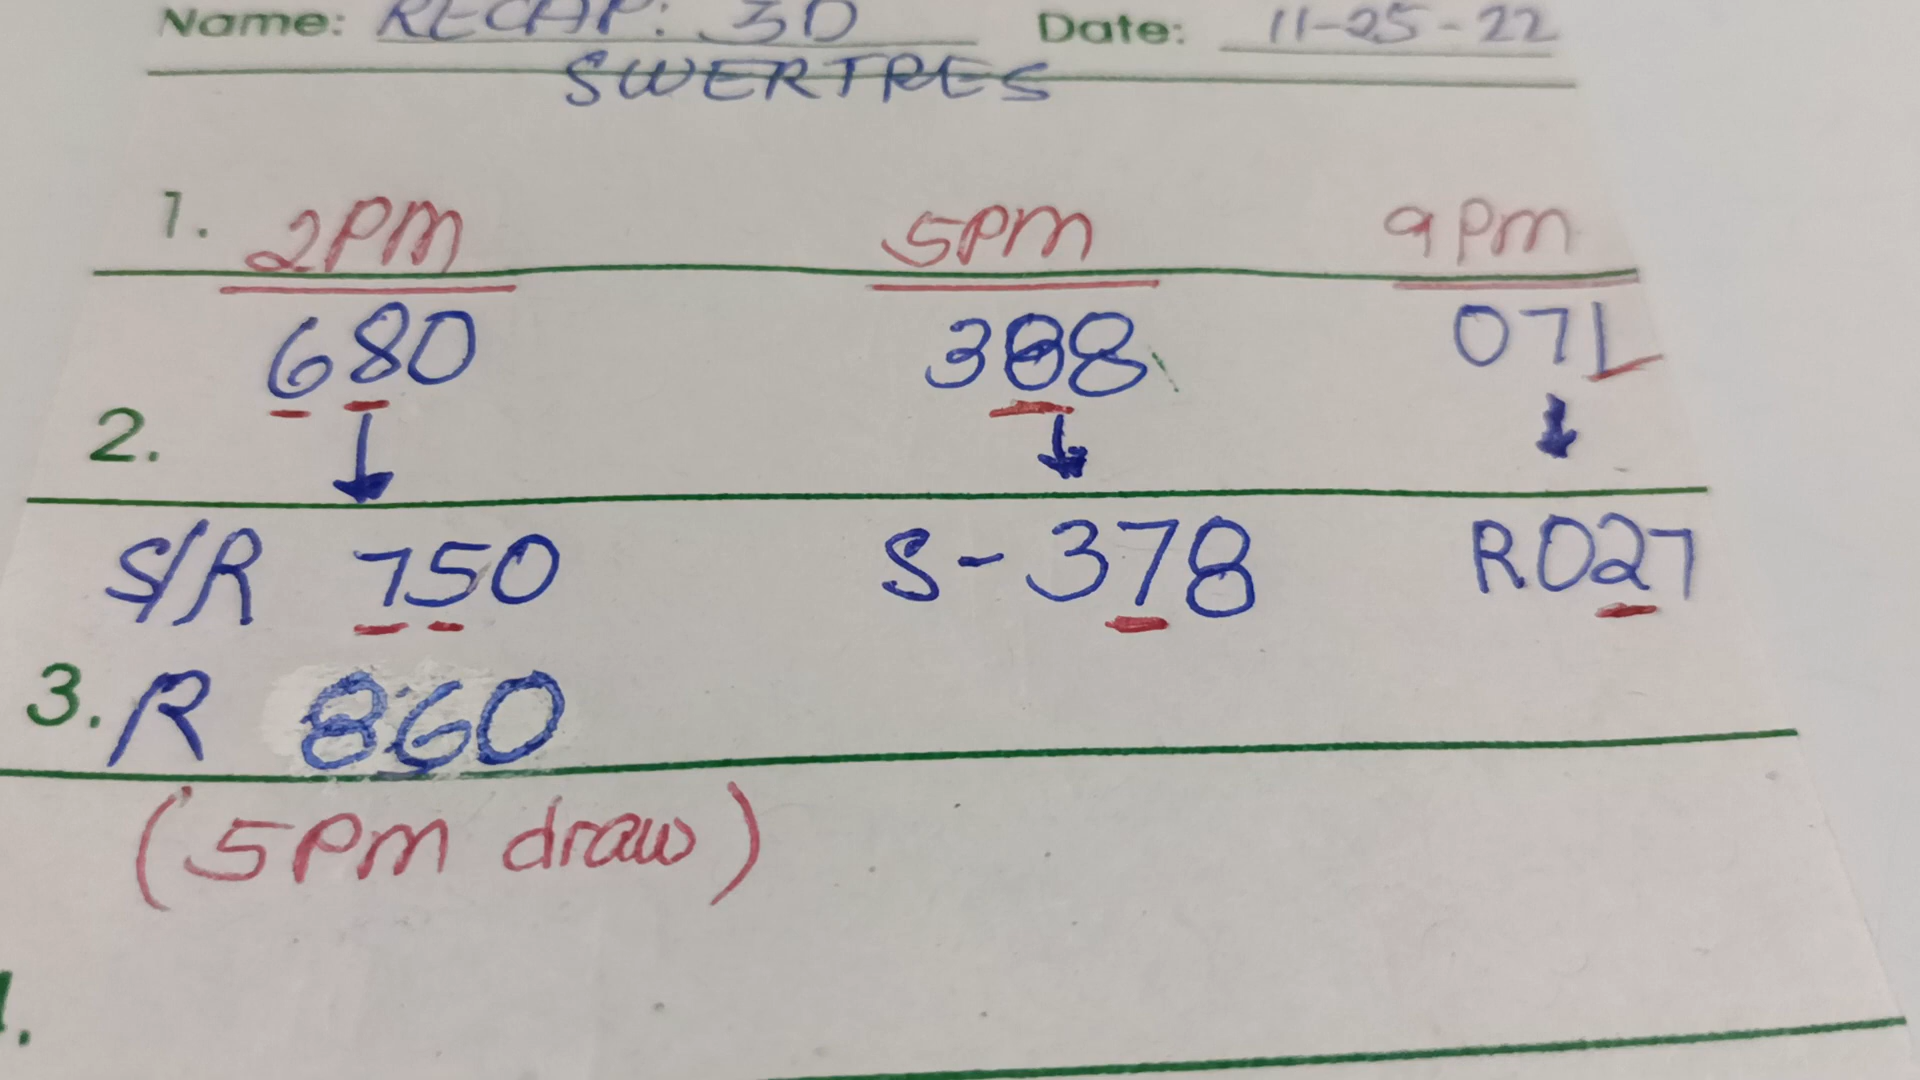 Name: RECAP: 3D Date: 11-25-22
SWERTRES
1. 2PM 5PM 9PM
680 388 071
2.
S/R 750 S-378 R027
3. R 860
(5PM draw)